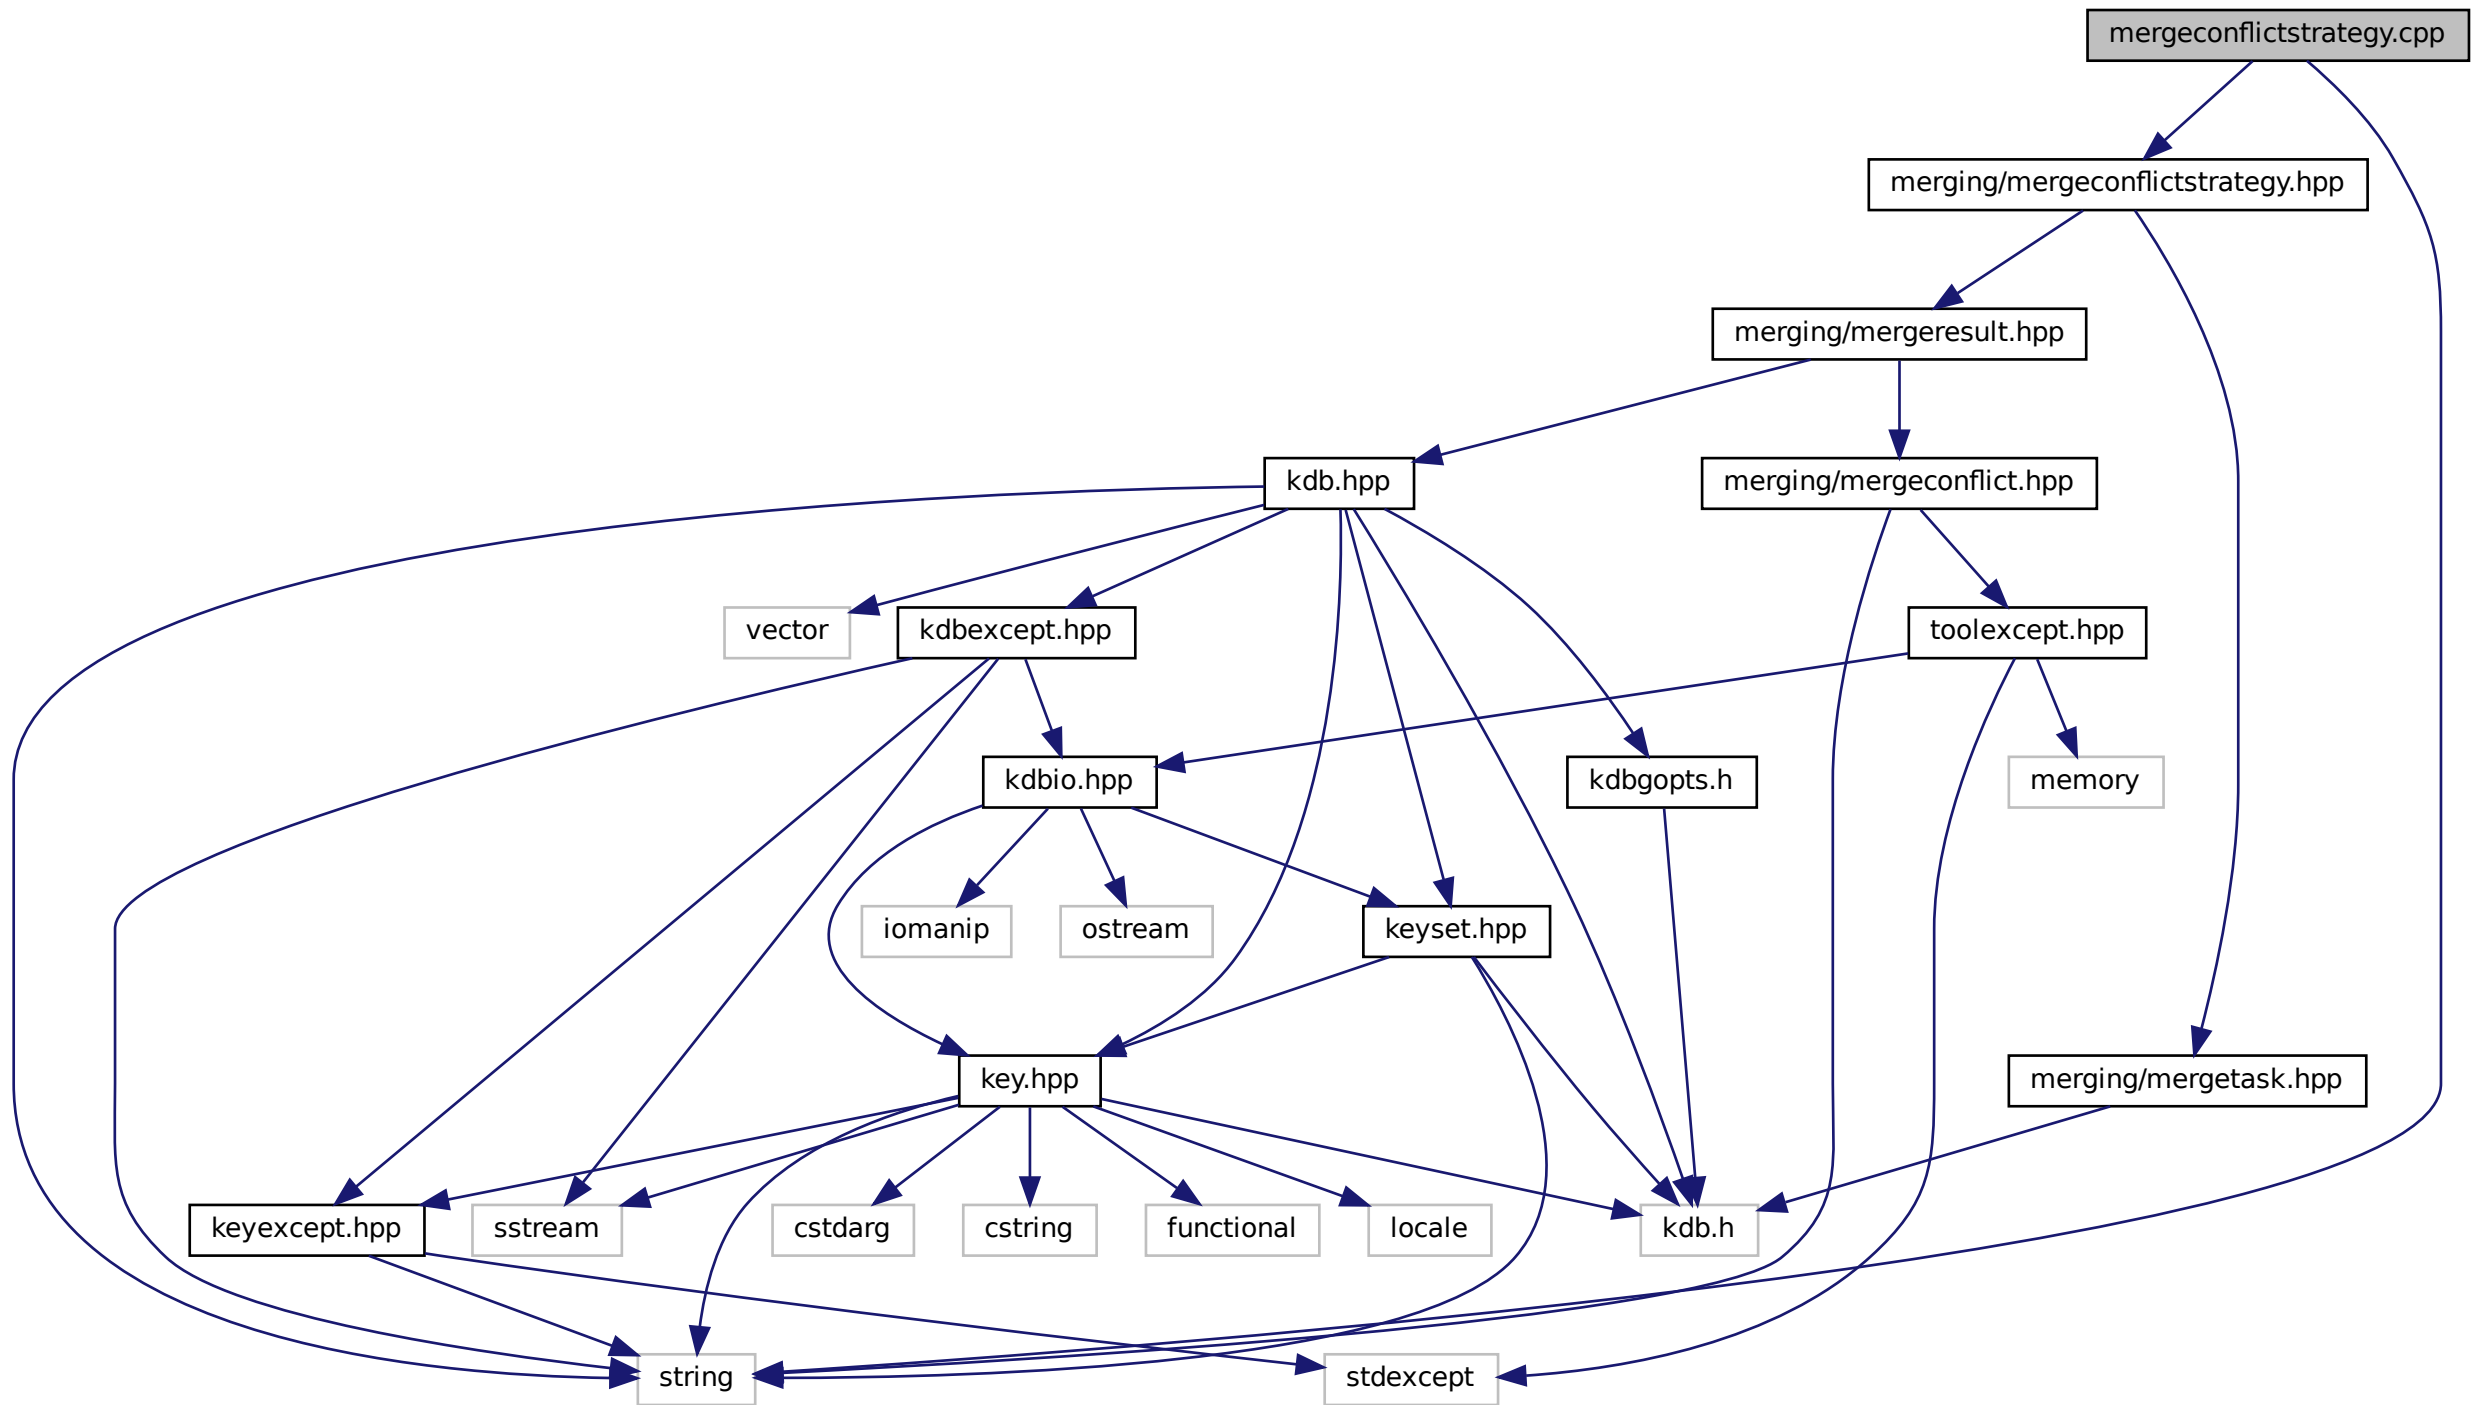 mergeconflictstrategy.cpp
merging/mergeconflictstrategy.hpp
merging/mergeresult.hpp
kdb.hpp
merging/mergeconflict.hpp
vector
kdbexcept.hpp
toolexcept.hpp
kdbio.hpp
kdbgopts.h
memory
iomanip
ostream
keyset.hpp
key.hpp
merging/mergetask.hpp
keyexcept.hpp
sstream
cstdarg
cstring
functional
locale
kdb.h
string
stdexcept